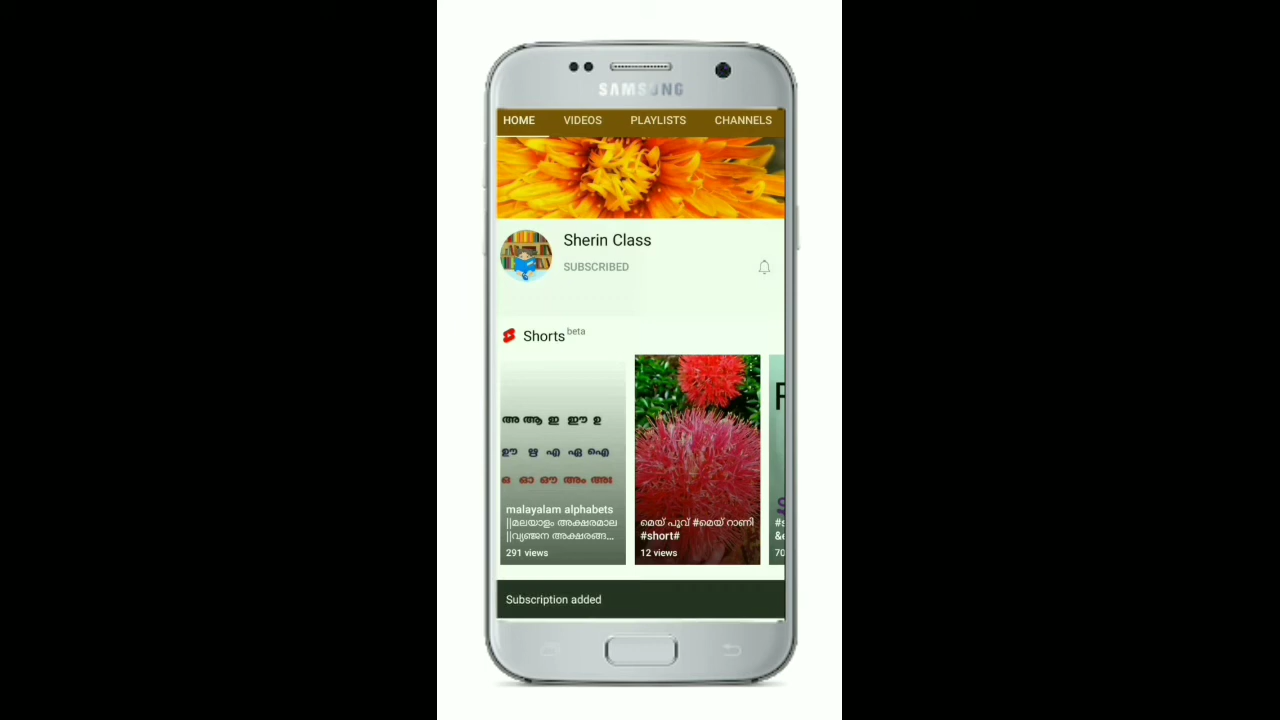 SAMSUNG
HOME VIDEOS PLAYLISTS CHANNELS
Sherin Class
SUBSCRIBED
Shorts beta
അ ആ ഇ ഈ ഉ
ഊ ഋ എ ഏ ഐ
ഒ ഓ ഔ അം അഃ
malayalam alphabets
||മലയാളം അക്ഷരമാല
||വ്യഞ്ജന അക്ഷരങ്ങ...
291 views
മെയ് പൂവ് #മെയ് റാണി
#short#
12 views
#s
&e
70
Subscription added